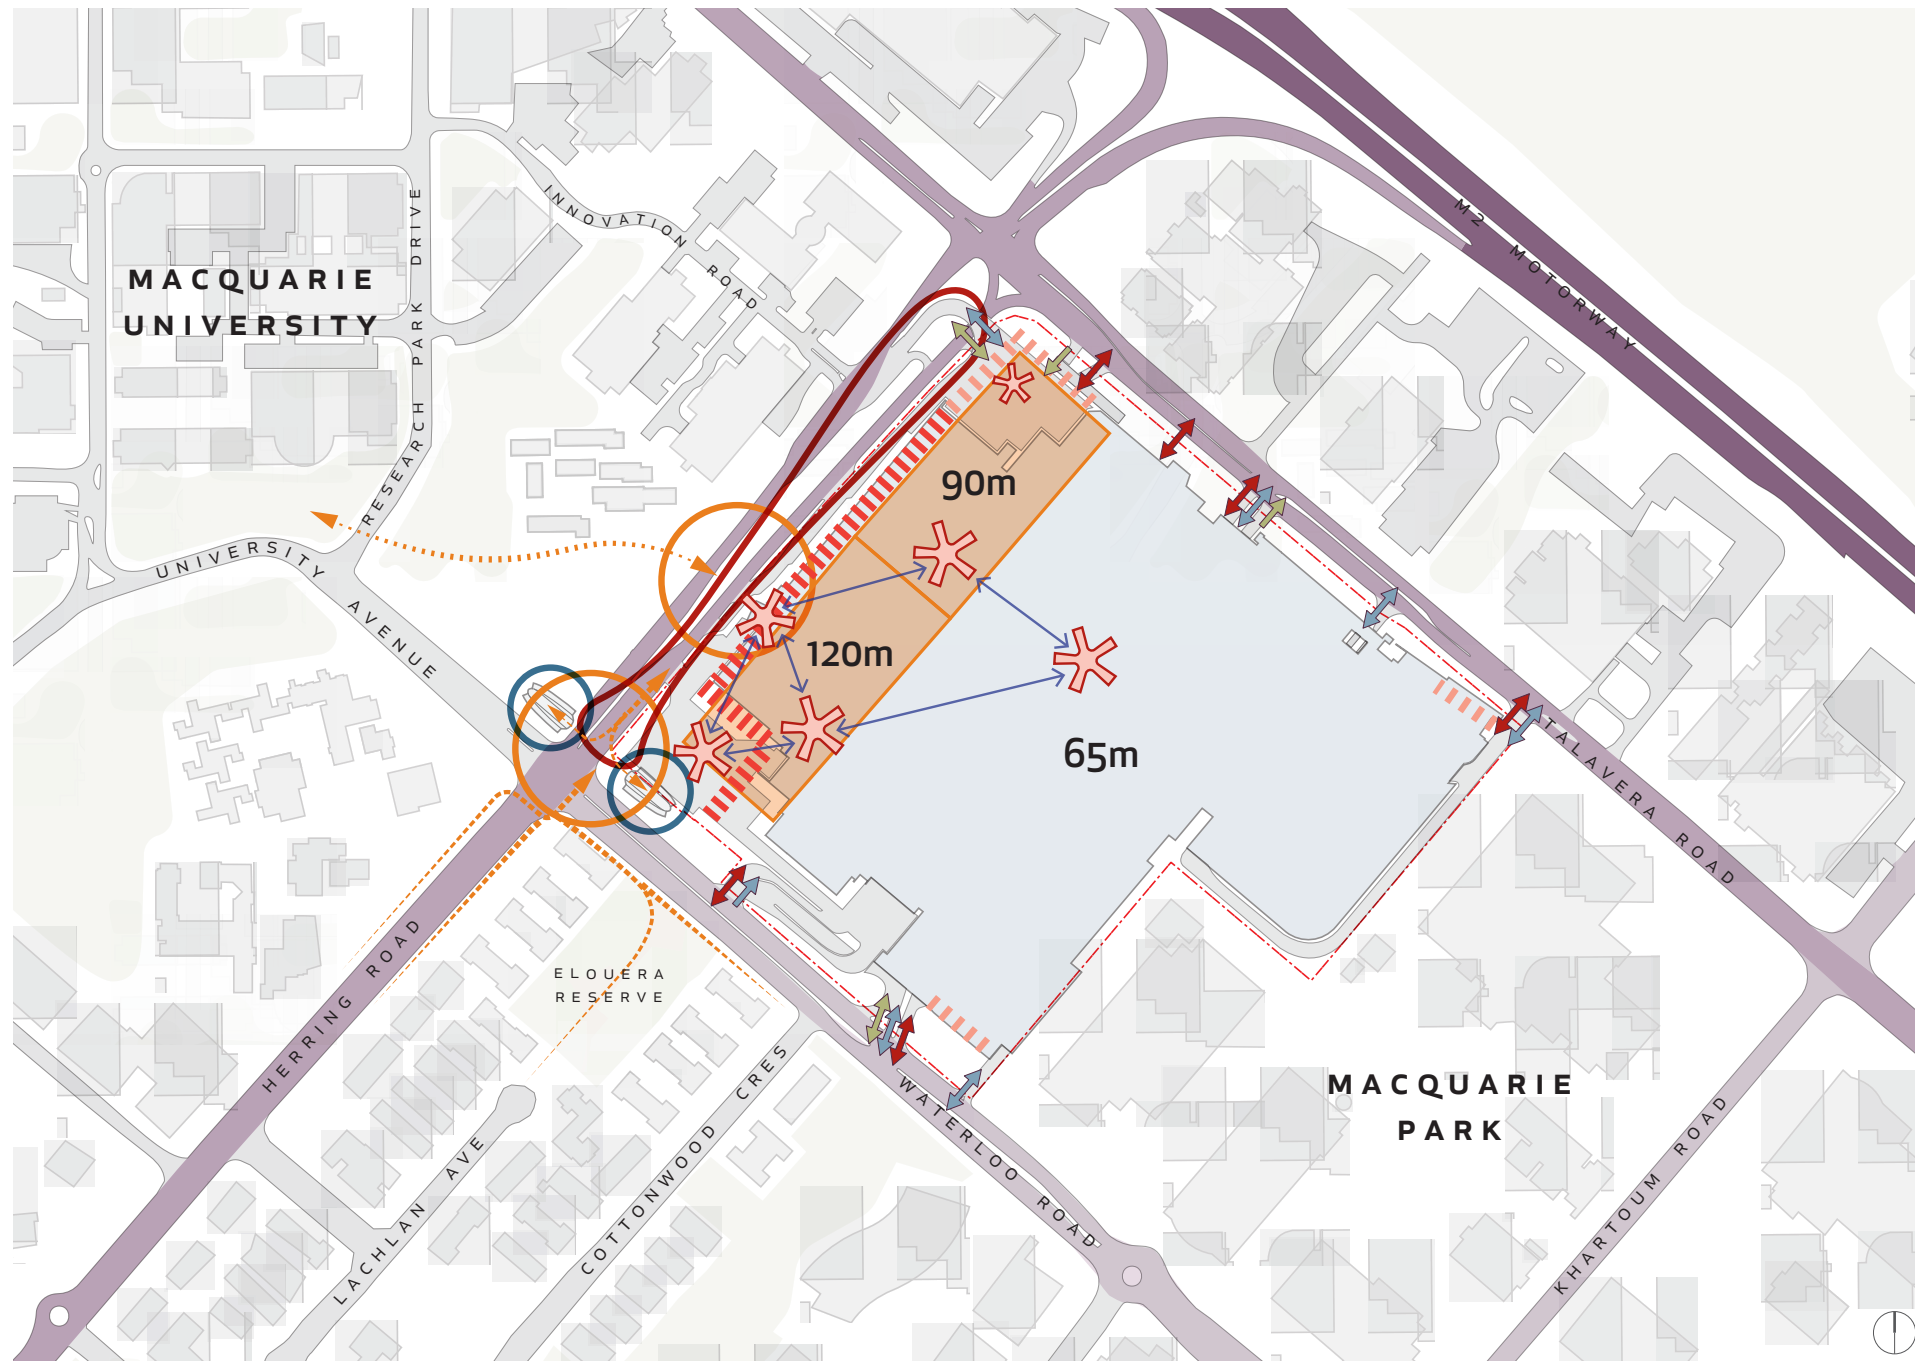 M2 MOTORWAY
INNOVATION ROAD
RESEARCH PARK DRIVE
MACQUARIE
UNIVERSITY
90m
UNIVERSITY AVENUE
120m
65m
TALAVERA ROAD
HERRING ROAD
ELOUERA
RESERVE
WATERLOO ROAD
MACQUARIE
PARK
COTTONWOOD CRES
LACHLAN AVE
KHARTOUM ROAD